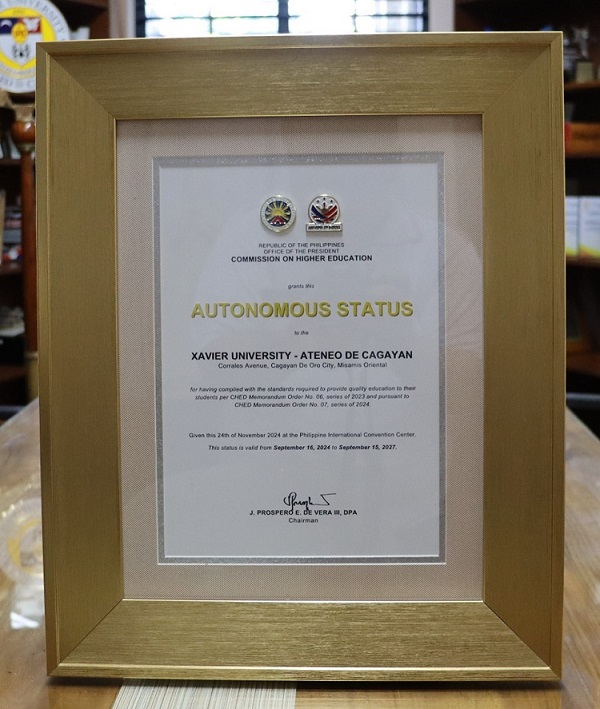 REPUBLIC OF THE PHILIPPINES
OFFICE OF THE PRESIDENT
COMMISSION ON HIGHER EDUCATION
grants this
AUTONOMOUS STATUS
to the
XAVIER UNIVERSITY - ATENEO DE CAGAYAN
Corrales Avenue, Cagayan De Oro City, Misamis Oriental
for having complied with the standards required to provide quality education to their
students per CHED Memorandum Order No. 06, series of 2023 and pursuant to
CHED Memorandum Order No. 07, series of 2024.
Given this 24th of November 2024 at the Philippine International Convention Center.
This status is valid from September 16, 2024 to September 15, 2027.
J. PROSPERO E. DE VERA III, DPA
Chairman